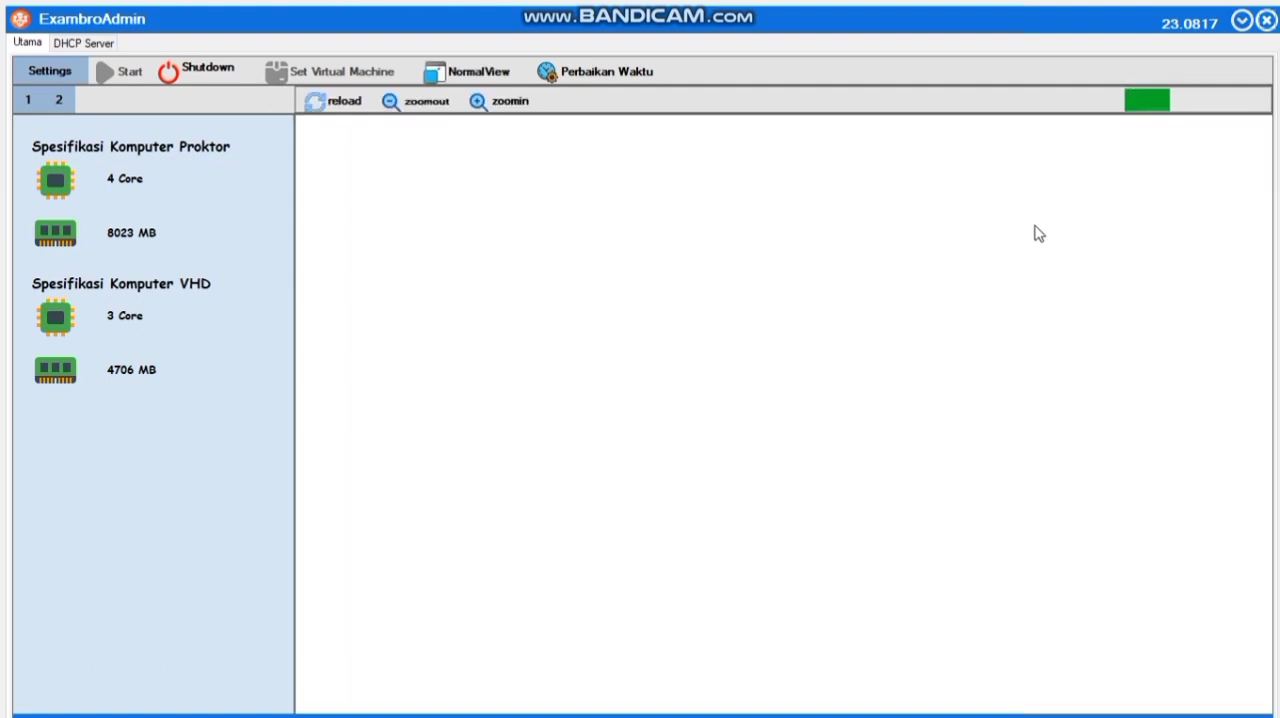 ExambroAdmin
www.BANDICAM.com
23.0817
Utama DHCP Server
Settings Start Shutdown Set Virtual Machine NormalView Perbaikan Waktu
1 2 reload zoomout zoomin
Spesifikasi Komputer Proktor
4 Core
8023 MB
Spesifikasi Komputer VHD
3 Core
4706 MB